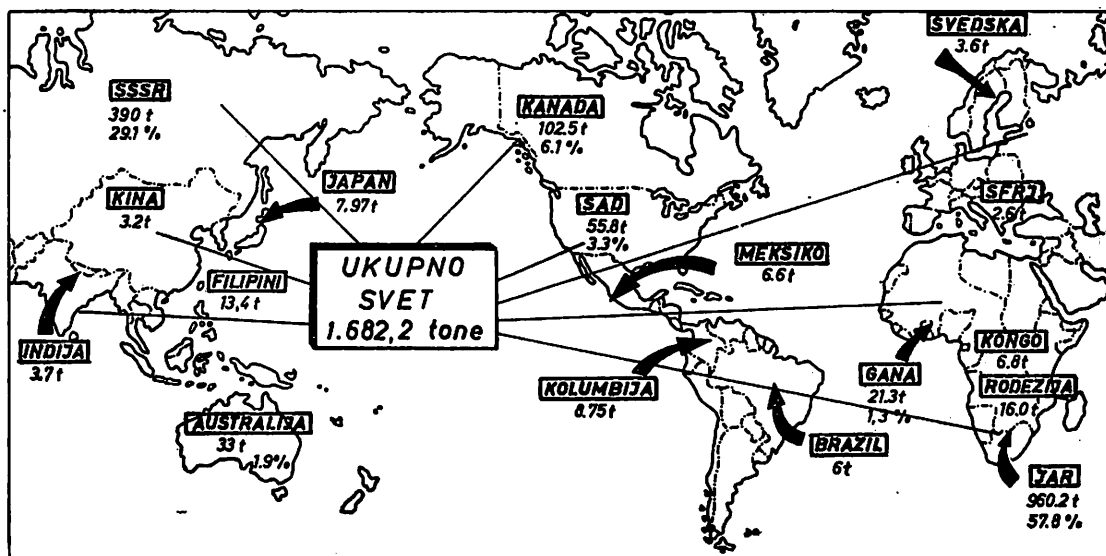 ŠVEDSKA
3.6 t
SSSR
390 t
29.1 %
KANADA
102.5 t
6.1 %
JAPAN
7.97 t
KINA
3.2 t
SAD
55.8 t
3.3 %
SFRJ
2.6 t
UKUPNO
SVET
1.682,2 tone
MEKSIKO
6.6 t
FILIPINI
13,4 t
INDIJA
3.7 t
KOLUMBIJA
8.75 t
GANA
21.3 t
1,3 %
KONGO
6.8 t
RODEZIJA
16.0 t
AUSTRALIJA
33 t
1.9 %
BRAZIL
6 t
JAR
960.2 t
57.8 %